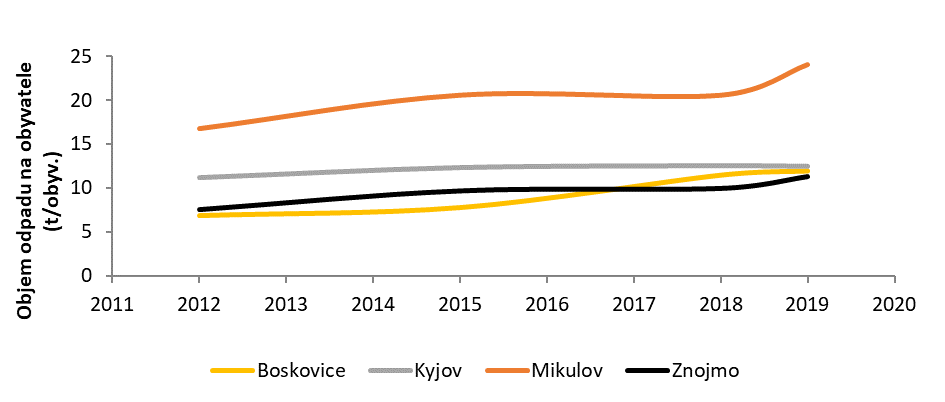 Objem odpadu na obyvatele
(t/obyv.)
25
20
15
10
5
0
2011 2012 2013 2014 2015 2016 2017 2018 2019 2020
Boskovice Kyjov Mikulov Znojmo